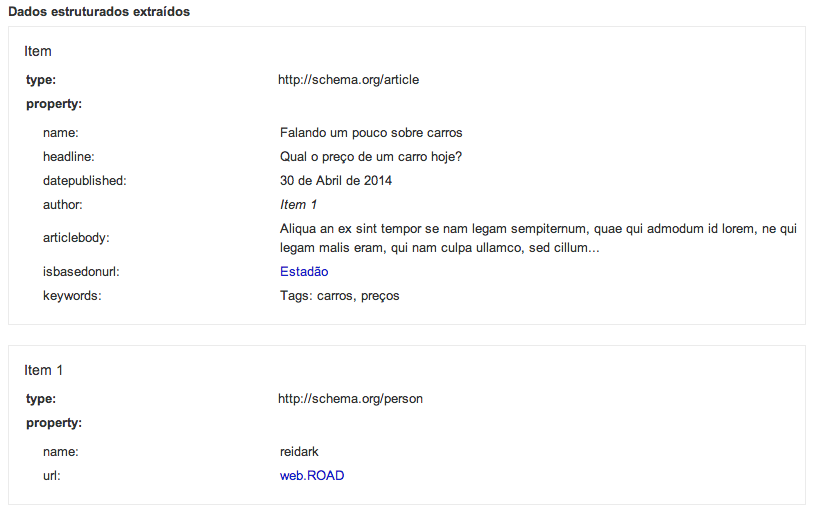 Dados estruturados extraídos
Item
type: http://schema.org/article
property:
name: Falando um pouco sobre carros
headline: Qual o preço de um carro hoje?
datepublished: 30 de Abril de 2014
author: Item 1
articlebody: Aliqua an ex sint tempor se nam legam sempiternum, quae qui admodum id lorem, ne qui
legam malis eram, qui nam culpa ullamco, sed cillum...
isbasedonurl: Estadão
keywords: Tags: carros, preços
Item 1
type: http://schema.org/person
property:
name: reidark
url: web.ROAD